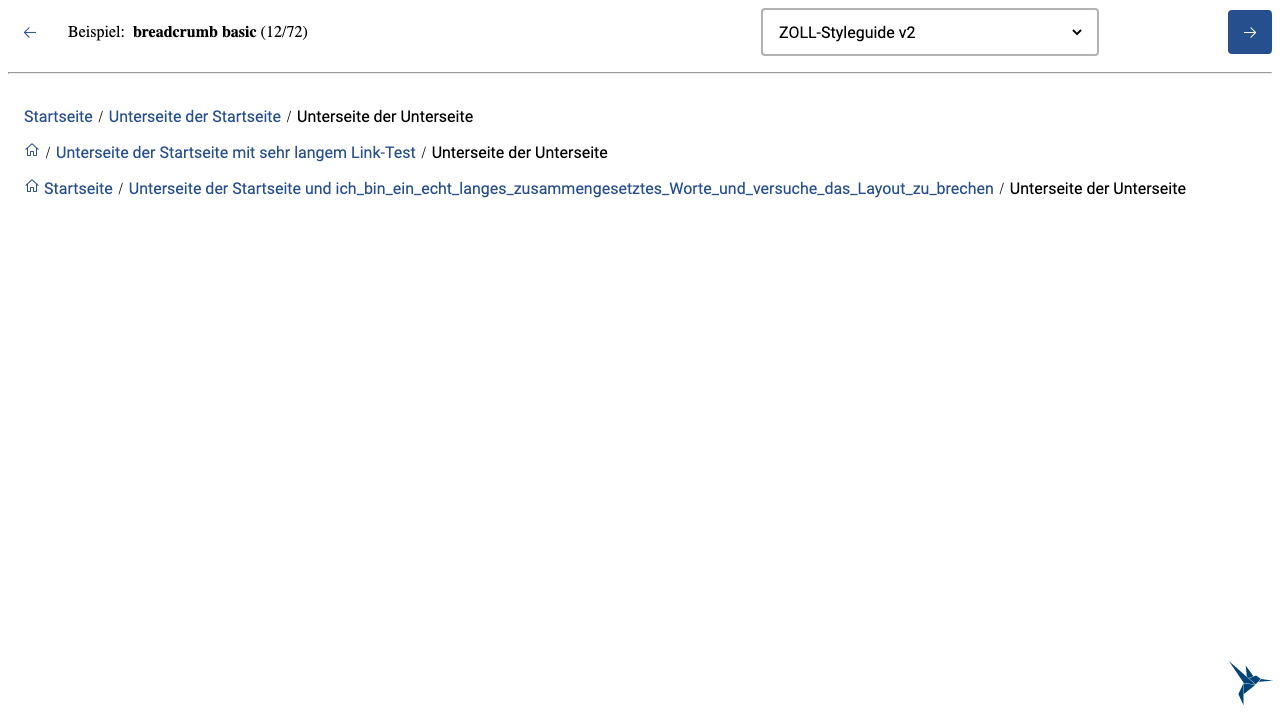 Beispiel: breadcrumb basic (12/72)
ZOLL-Styleguide v2
Startseite / Unterseite der Startseite / Unterseite der Unterseite
/ Unterseite der Startseite mit sehr langem Link-Test / Unterseite der Unterseite
Startseite / Unterseite der Startseite und ich_bin_ein_echt_langes_zusammengesetztes_Worte_und_versuche_das_Layout_zu_brechen / Unterseite der Unterseite